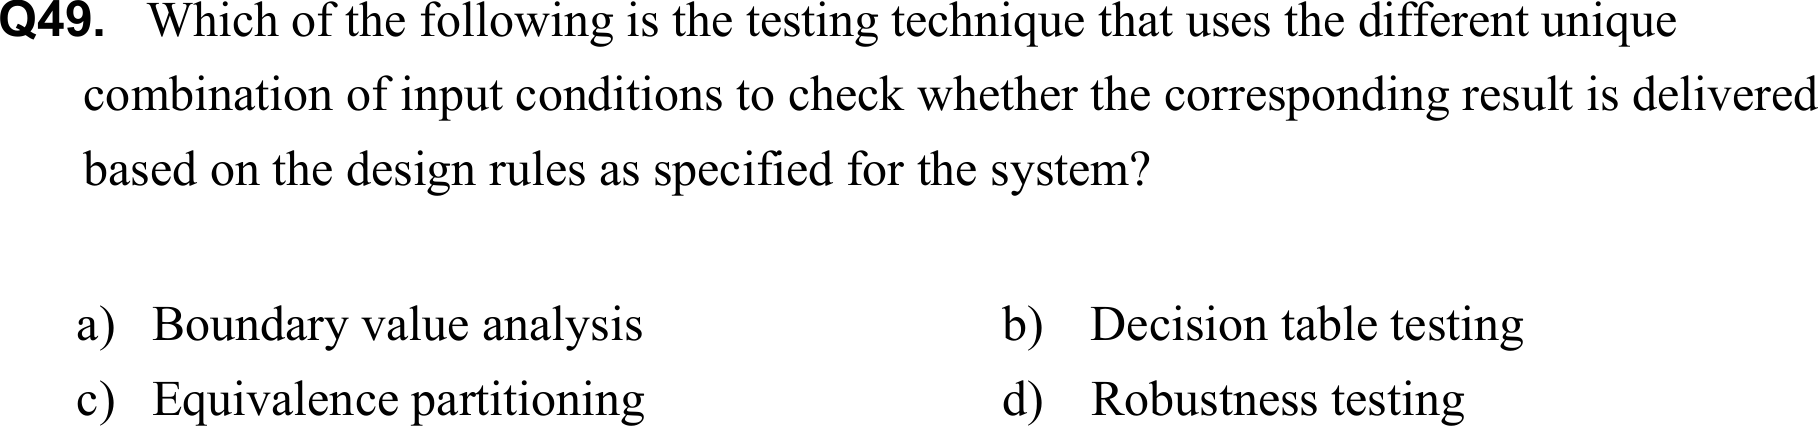 Q49. Which of the following is the testing technique that uses the different unique
combination of input conditions to check whether the corresponding result is delivered
based on the design rules as specified for the system?
a) Boundary value analysis b) Decision table testing
c) Equivalence partitioning d) Robustness testing